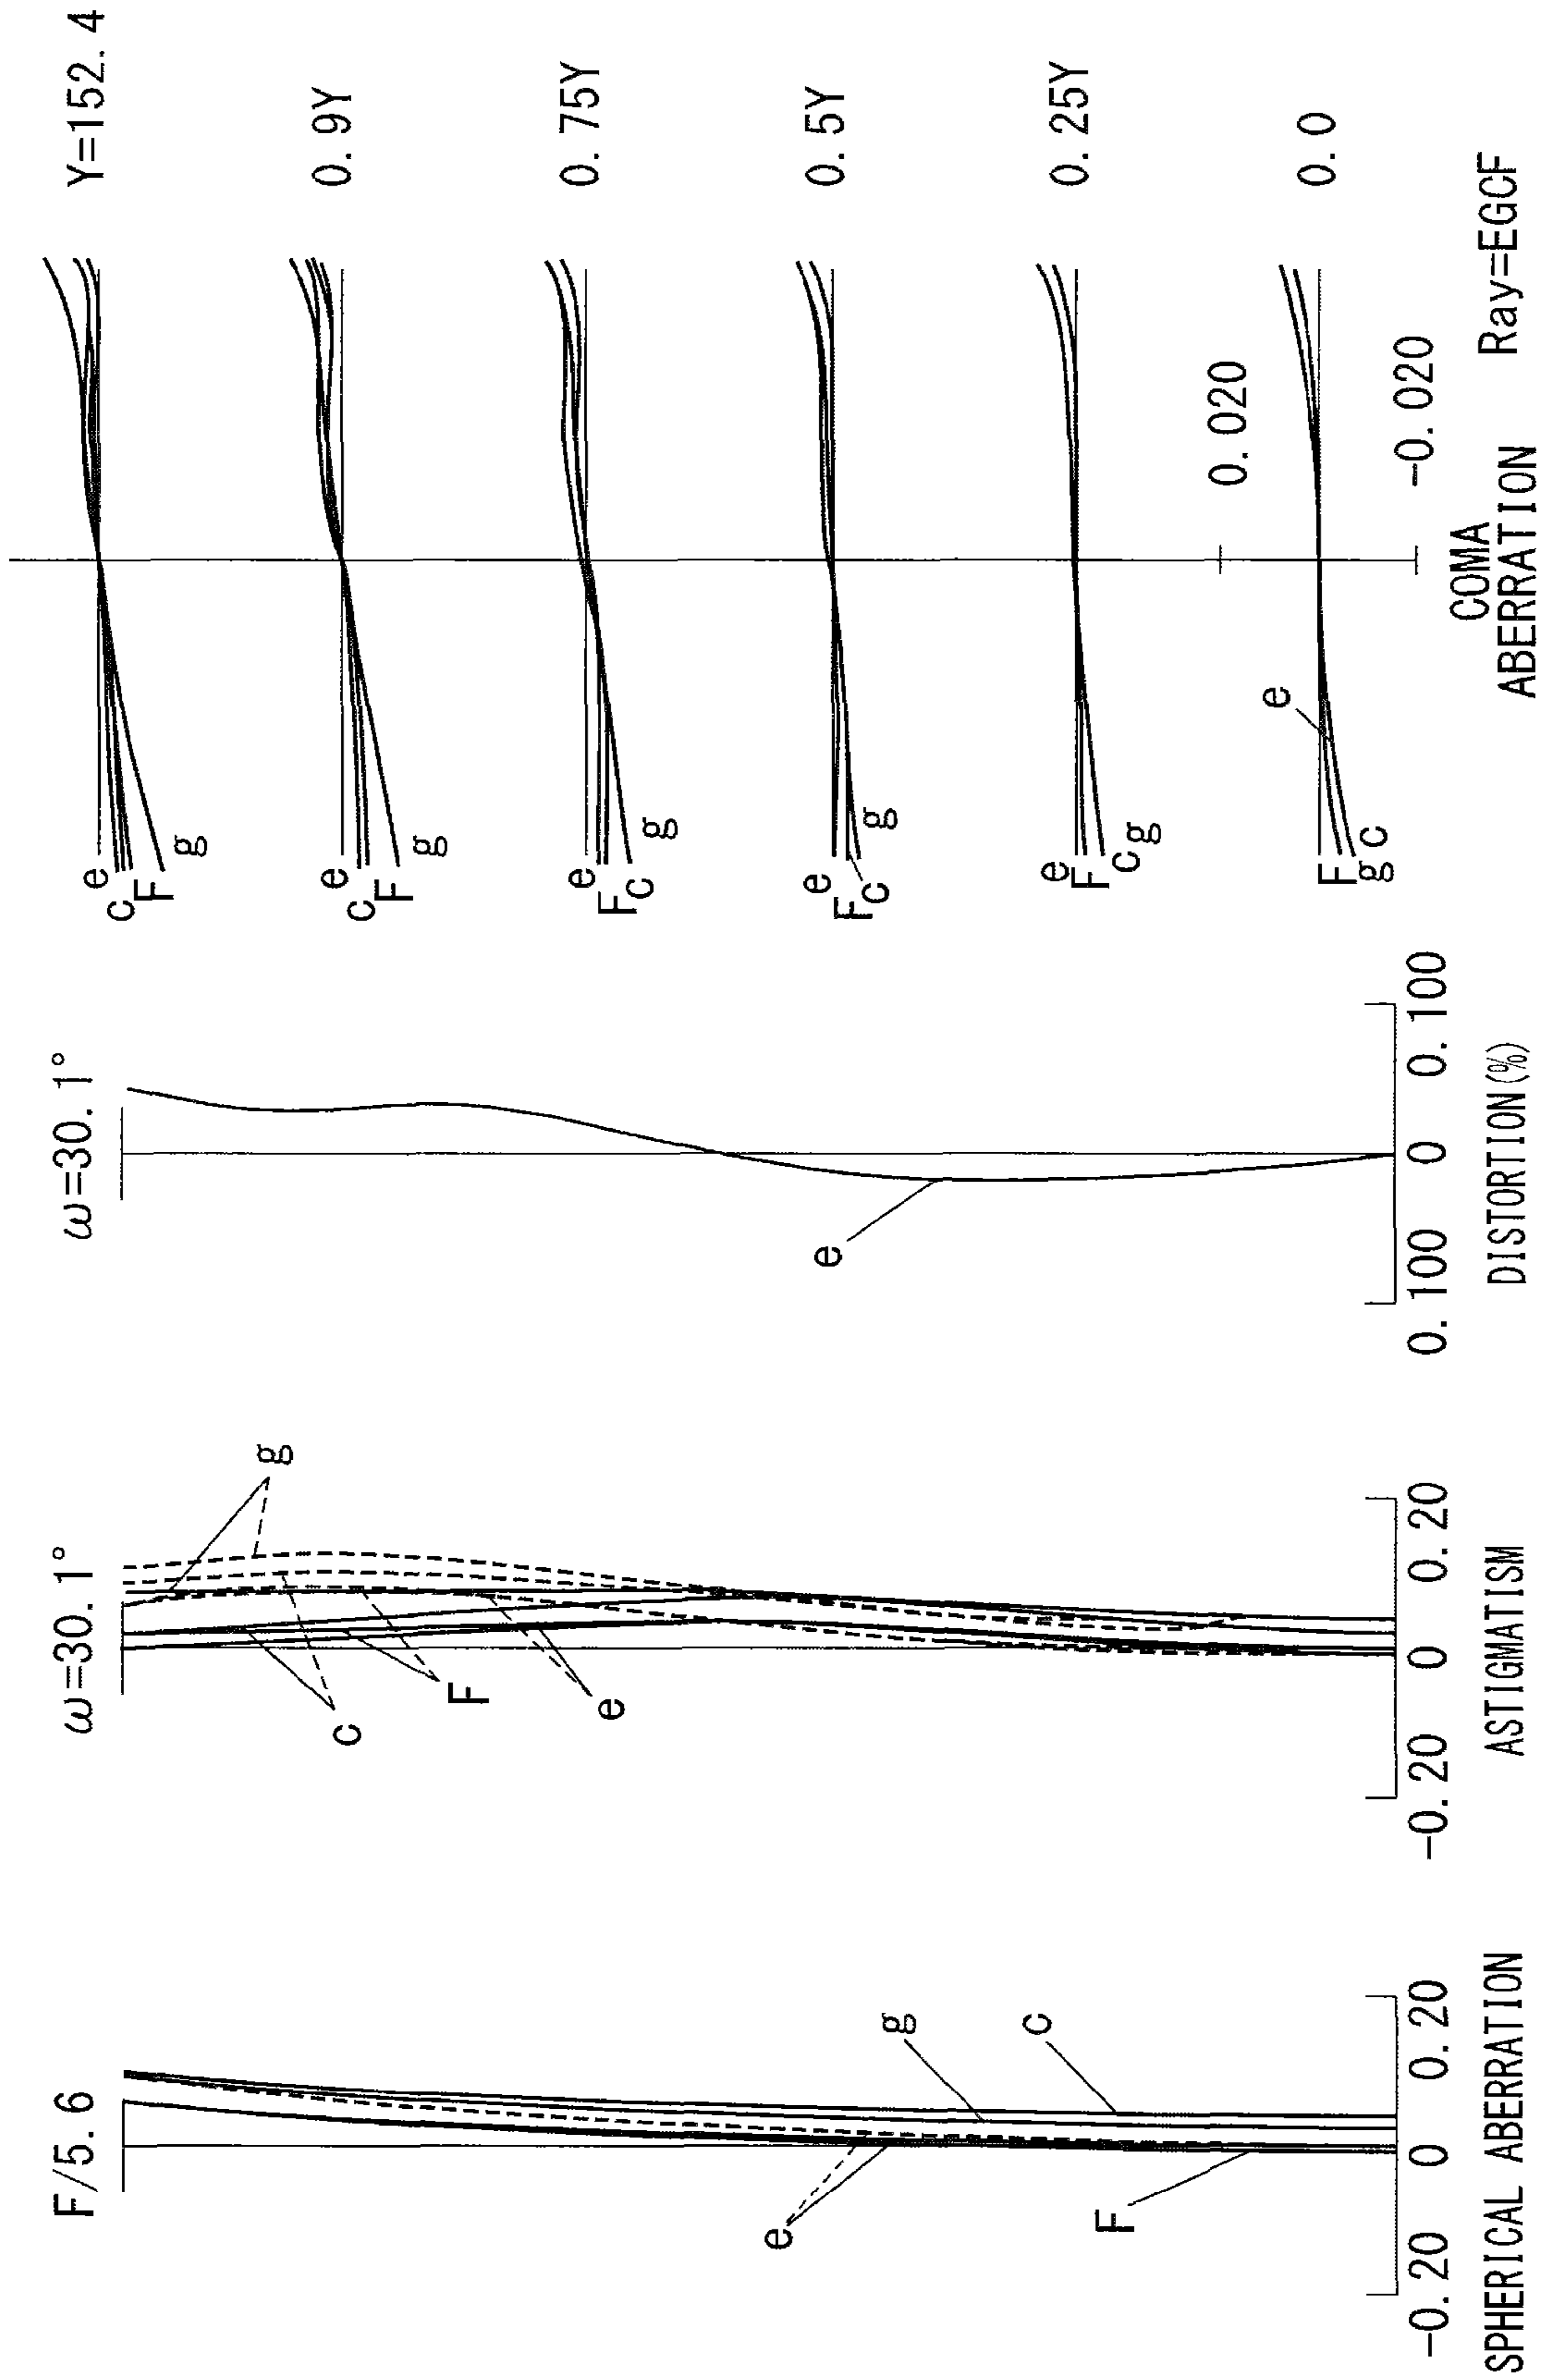 F/5.6
e
F
g
c
-0.20
0
0.20
SPHERICAL ABERRATION
ω=30.1°
c
F
e
g
-0.20
0
0.20
ASTIGMATISM
ω=30.1°
e
0.100
0
0.100
DISTORTION(%)
Y=152.4
e
c
F
g
0.9Y
e
c
F
g
0.75Y
e
F
c
g
0.5Y
e
F
c
g
0.25Y
e
F
c
g
0.020
0.0
e
F
g
c
-0.020
COMA
ABERRATION
Ray=EGCF